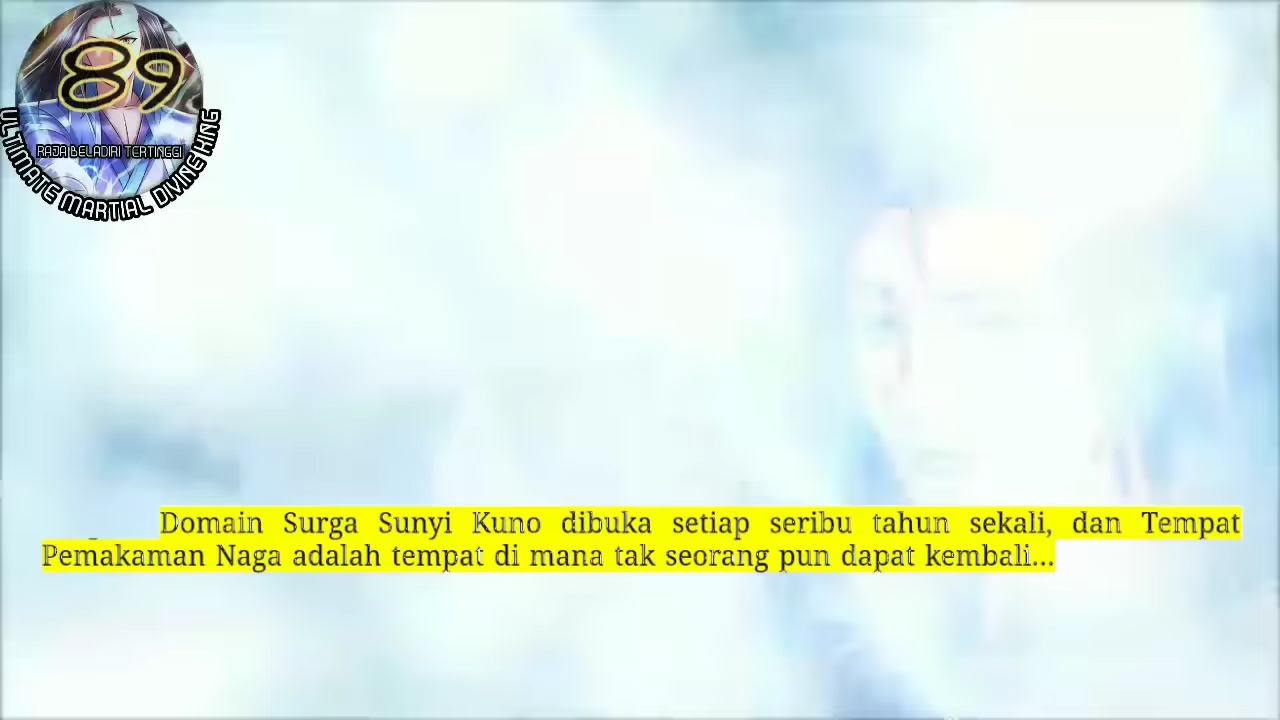 89
RAJA BELADIRI TERTINGGI
ULTIMATE MARTIAL DIVINE KING
Domain Surga Sunyi Kuno dibuka setiap seribu tahun sekali, dan Tempat
Pemakaman Naga adalah tempat di mana tak seorang pun dapat kembali...